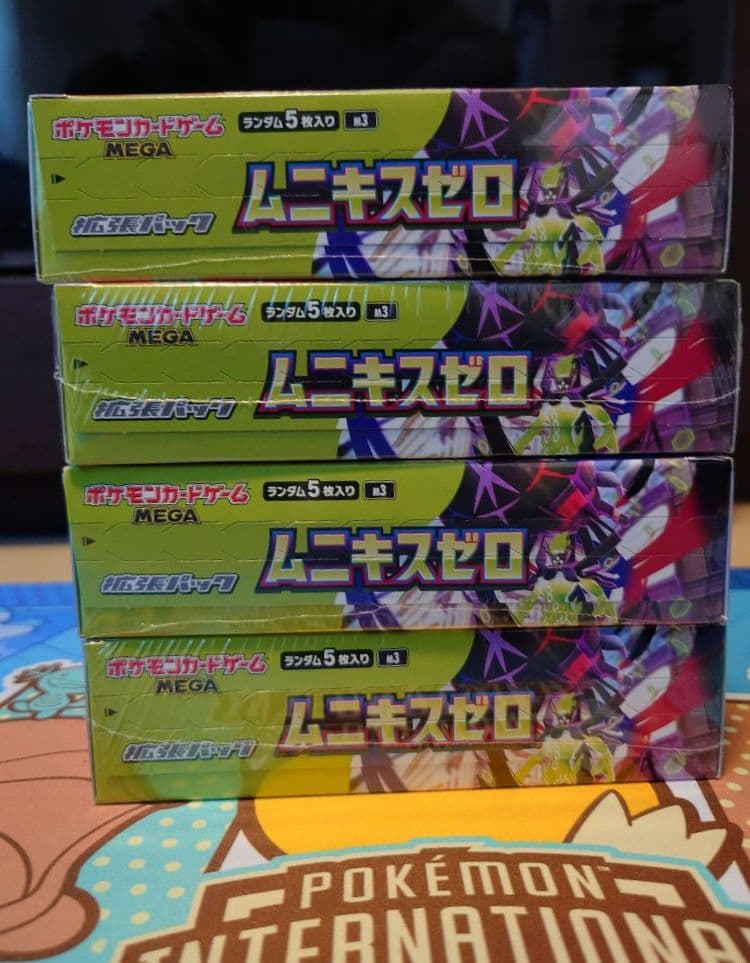 ポケモンカードゲーム
MEGA
ランダム5枚入り M3
拡張パック
ムニキスゼロ
ポケモンカードゲーム
MEGA
ランダム5枚入り M3
拡張パック
ムニキスゼロ
ポケモンカードゲーム
MEGA
ランダム5枚入り M3
拡張パック
ムニキスゼロ
ポケモンカードゲーム
MEGA
ランダム5枚入り M3
拡張パック
ムニキスゼロ
POKÉMON™
INTERNATIONA